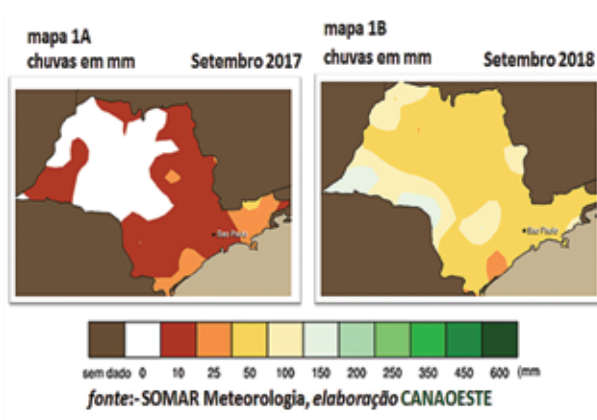 mapa 1A
chuvas em mm Setembro 2017
mapa 1B
chuvas em mm Setembro 2018
São Paulo
São Paulo
sem dado 0 10 25 50 100 150 200 250 350 450 600 (mm
fonte:- SOMAR Meteorologia, elaboração CANAOESTE